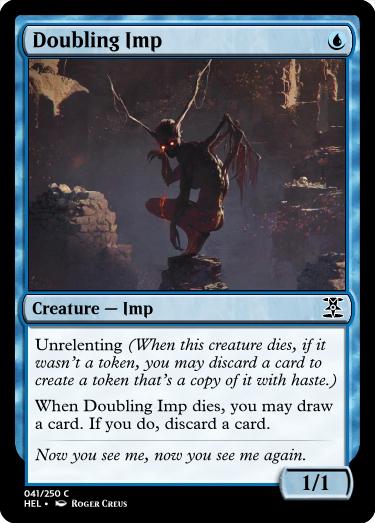 Doubling Imp
Creature — Imp
Unrelenting (When this creature dies, if it
wasn't a token, you may discard a card to
create a token that's a copy of it with haste.)
When Doubling Imp dies, you may draw
a card. If you do, discard a card.
Now you see me, now you see me again.
1/1
041/250 C
HEL • Roger Creus